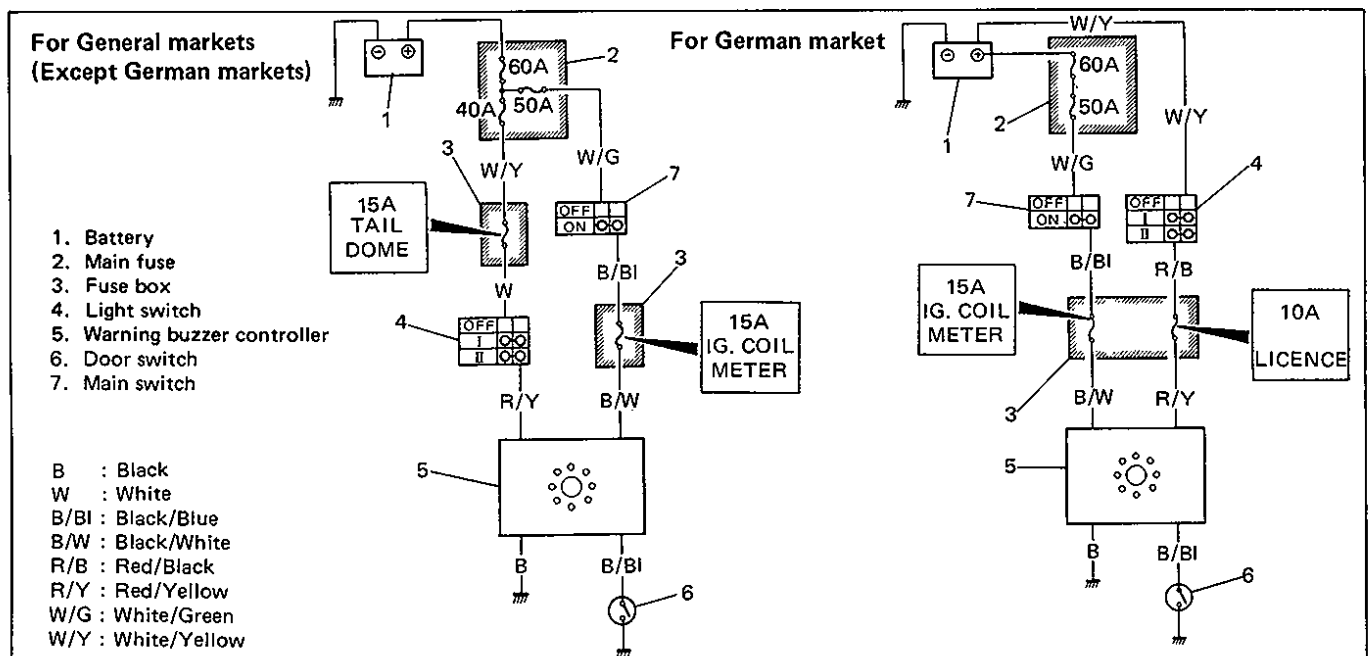 For General markets
(Except German markets)
1
60A
2
40A
50A
3
W/Y
W/G
7
15A
TAIL
DOME
OFF
ON
W
B/Bl
3
4
OFF
I
II
15A
IG. COIL
METER
R/Y
B/W
5
B
B/Bl
6
1. Battery
2. Main fuse
3. Fuse box
4. Light switch
5. Warning buzzer controller
6. Door switch
7. Main switch
B : Black
W : White
B/Bl : Black/Blue
B/W : Black/White
R/B : Red/Black
R/Y : Red/Yellow
W/G : White/Green
W/Y : White/Yellow
For German market
W/Y
1
60A
50A
2
W/Y
W/G
4
7
OFF
ON
OFF
I
II
B/Bl
R/B
15A
IG. COIL
METER
10A
LICENCE
3
B/W
R/Y
5
B
B/Bl
6